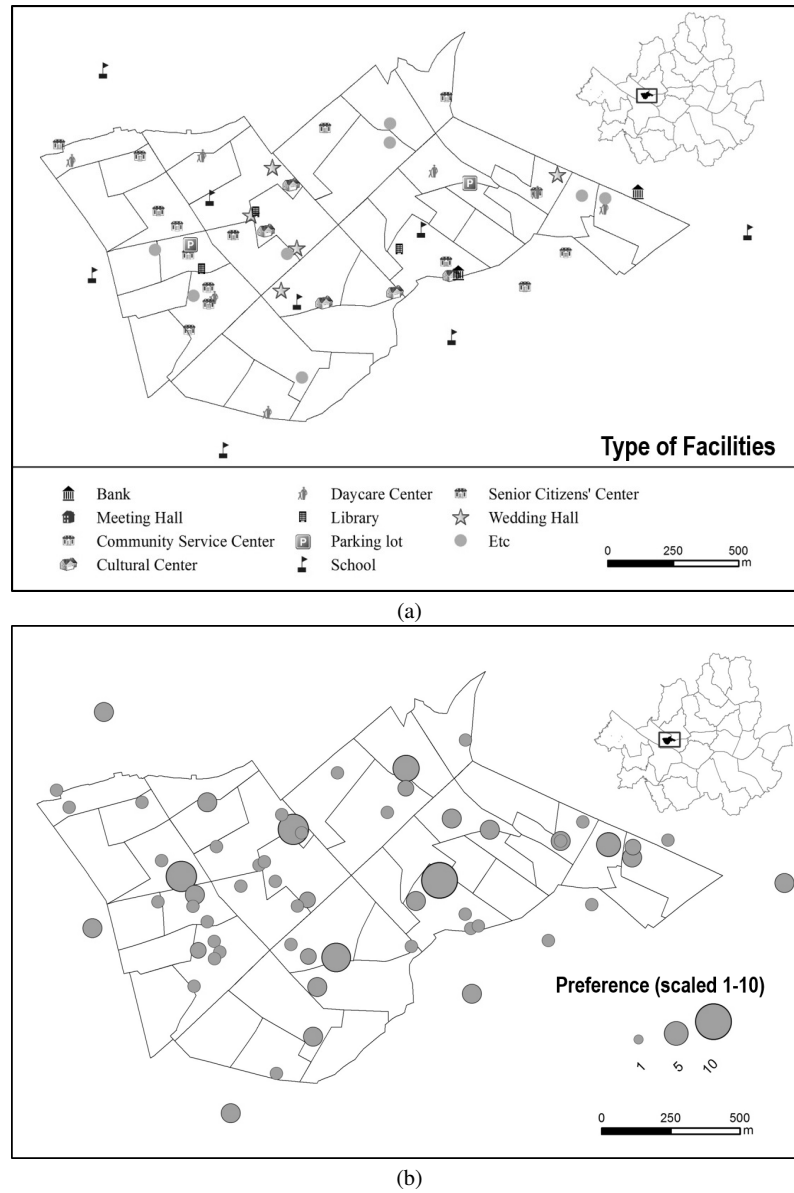 P
P
Type of Facilities
Bank
Daycare Center
Senior Citizens' Center
Meeting Hall
Library
Wedding Hall
Community Service Center
P
Parking lot
Etc
Cultural Center
School
0 250 500
m
(a)
Preference (scaled 1-10)
1 5 10
0 250 500
m
(b)